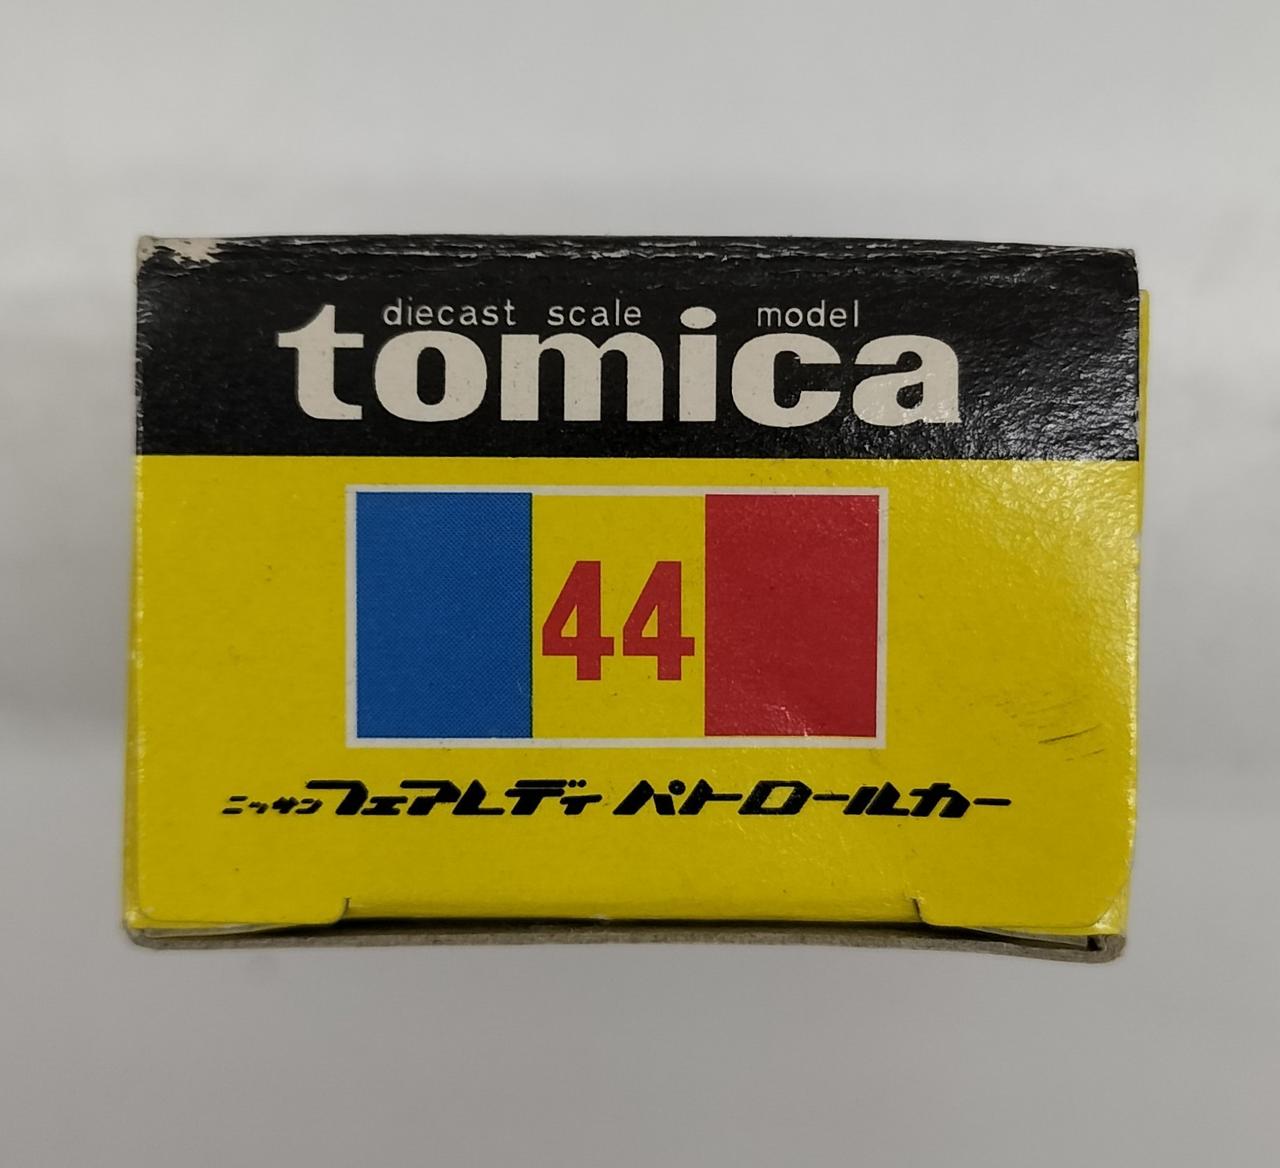 diecast scale model
tomica
44
ニッサンフェアレディ パトロールカー